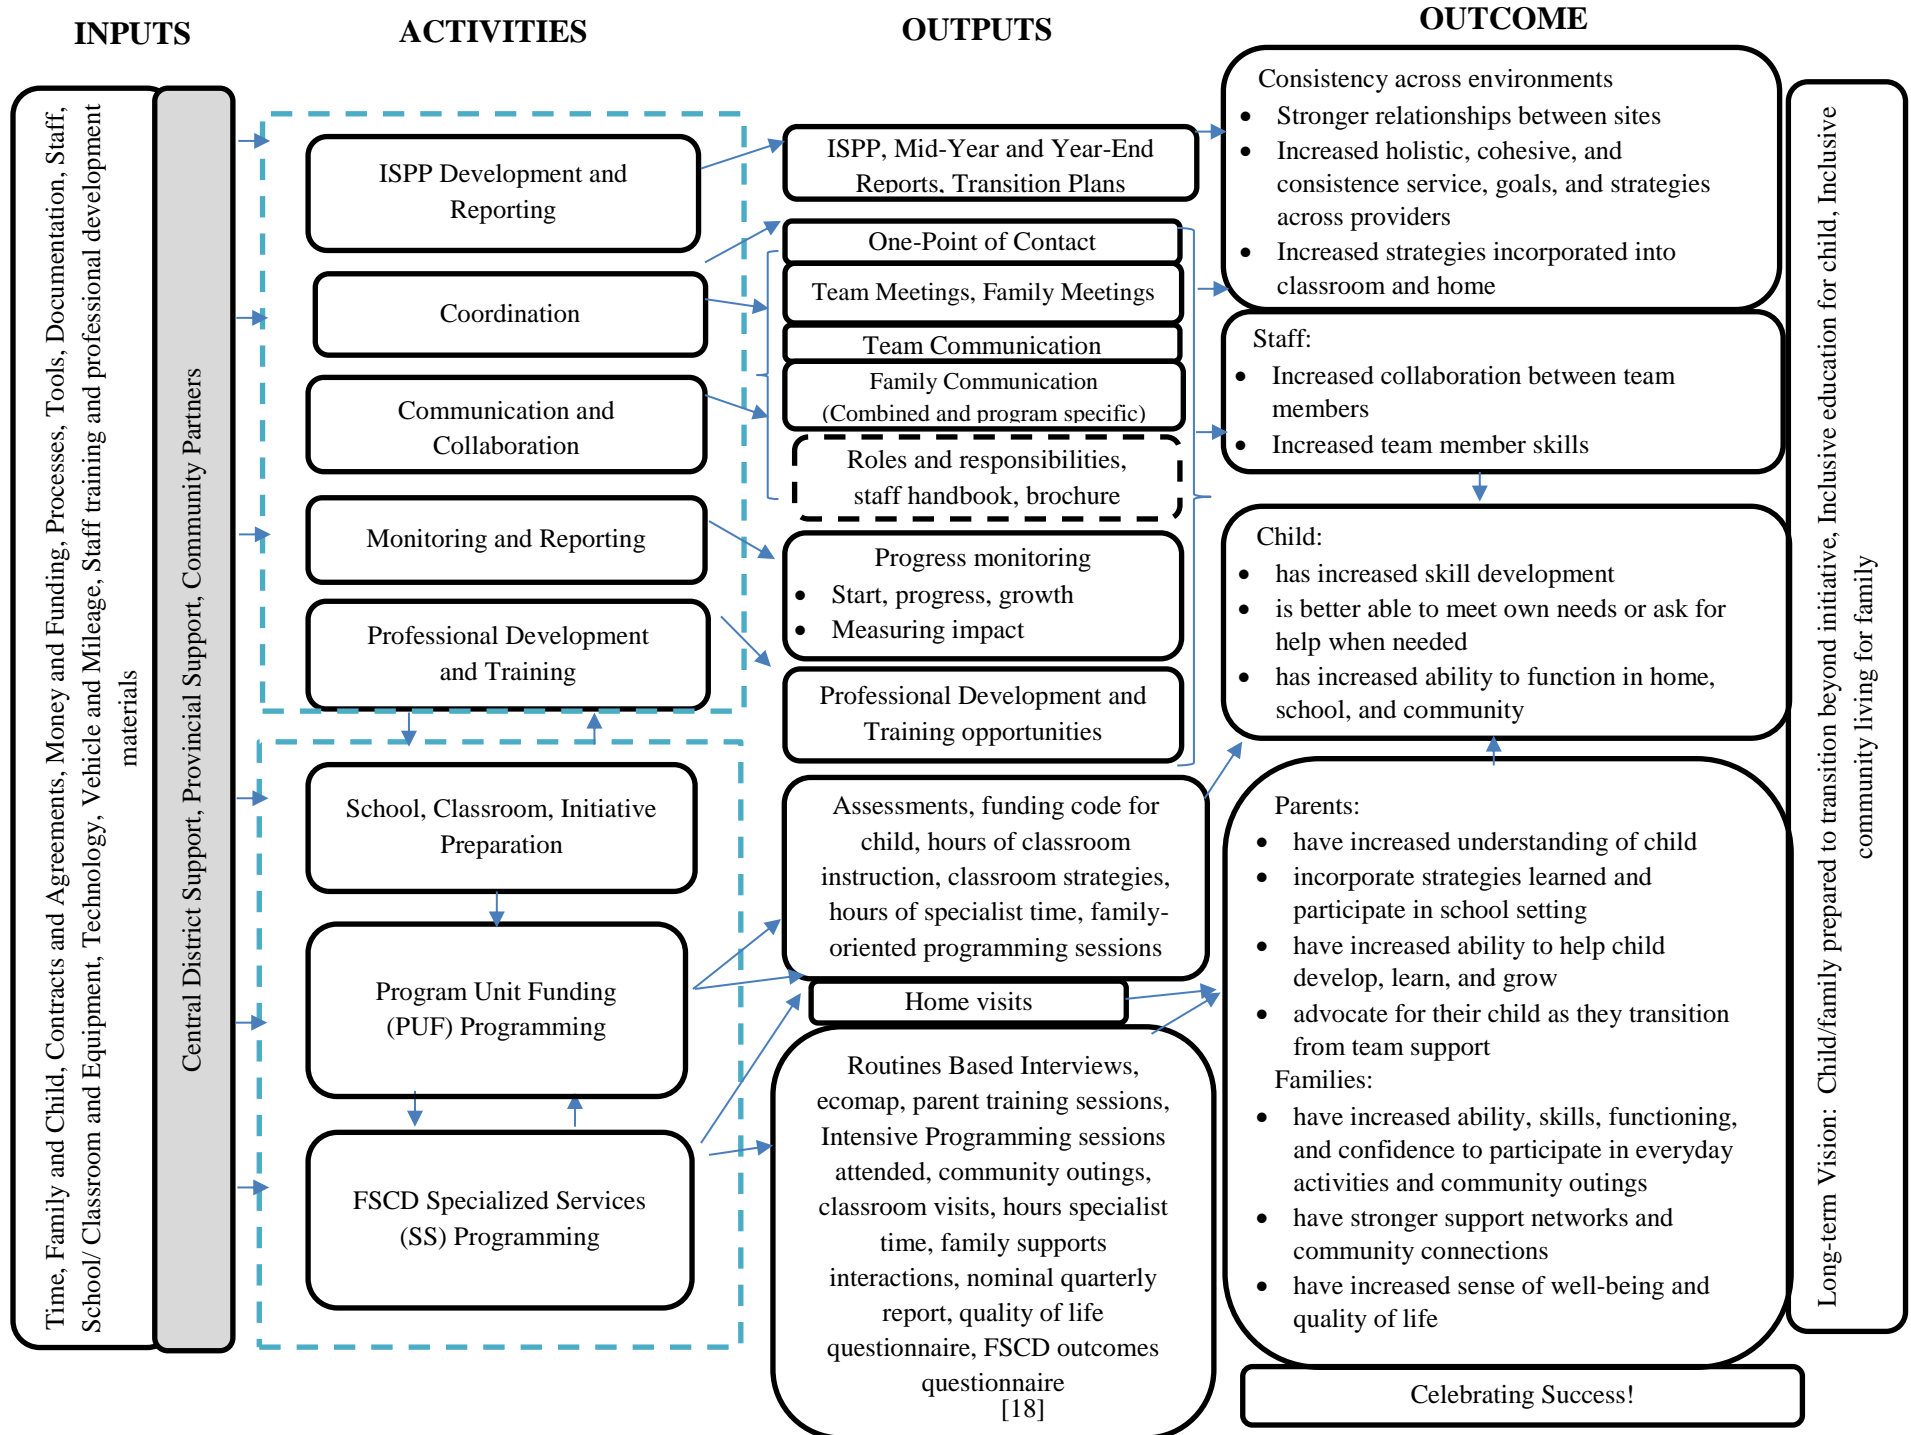 INPUTS
ACTIVITIES
OUTPUTS
OUTCOME
Time, Family and Child, Contracts and Agreements, Money and Funding, Processes, Tools, Documentation, Staff,
School/ Classroom and Equipment, Technology, Vehicle and Mileage, Staff training and professional development
materials
Central District Support, Provincial Support, Community Partners
ISPP Development and
Reporting
Coordination
Communication and
Collaboration
Monitoring and Reporting
Professional Development
and Training
School, Classroom, Initiative
Preparation
Program Unit Funding
(PUF) Programming
FSCD Specialized Services
(SS) Programming
ISPP, Mid-Year and Year-End
Reports, Transition Plans
One-Point of Contact
Team Meetings, Family Meetings
Team Communication
Family Communication
(Combined and program specific)
Roles and responsibilities,
staff handbook, brochure
Progress monitoring
• Start, progress, growth
• Measuring impact
Professional Development and
Training opportunities
Assessments, funding code for
child, hours of classroom
instruction, classroom strategies,
hours of specialist time, family-
oriented programming sessions
Home visits
Routines Based Interviews,
ecomap, parent training sessions,
Intensive Programming sessions
attended, community outings,
classroom visits, hours specialist
time, family supports
interactions, nominal quarterly
report, quality of life
questionnaire, FSCD outcomes
questionnaire
[18]
Consistency across environments
• Stronger relationships between sites
• Increased holistic, cohesive, and
consistence service, goals, and strategies
across providers
• Increased strategies incorporated into
classroom and home
Staff:
• Increased collaboration between team
members
• Increased team member skills
Child:
• has increased skill development
• is better able to meet own needs or ask for
help when needed
• has increased ability to function in home,
school, and community
Parents:
• have increased understanding of child
• incorporate strategies learned and
participate in school setting
• have increased ability to help child
develop, learn, and grow
• advocate for their child as they transition
from team support
Families:
• have increased ability, skills, functioning,
and confidence to participate in everyday
activities and community outings
• have stronger support networks and
community connections
• have increased sense of well-being and
quality of life
Celebrating Success!
Long-term Vision: Child/family prepared to transition beyond initiative, Inclusive education for child, Inclusive
community living for family